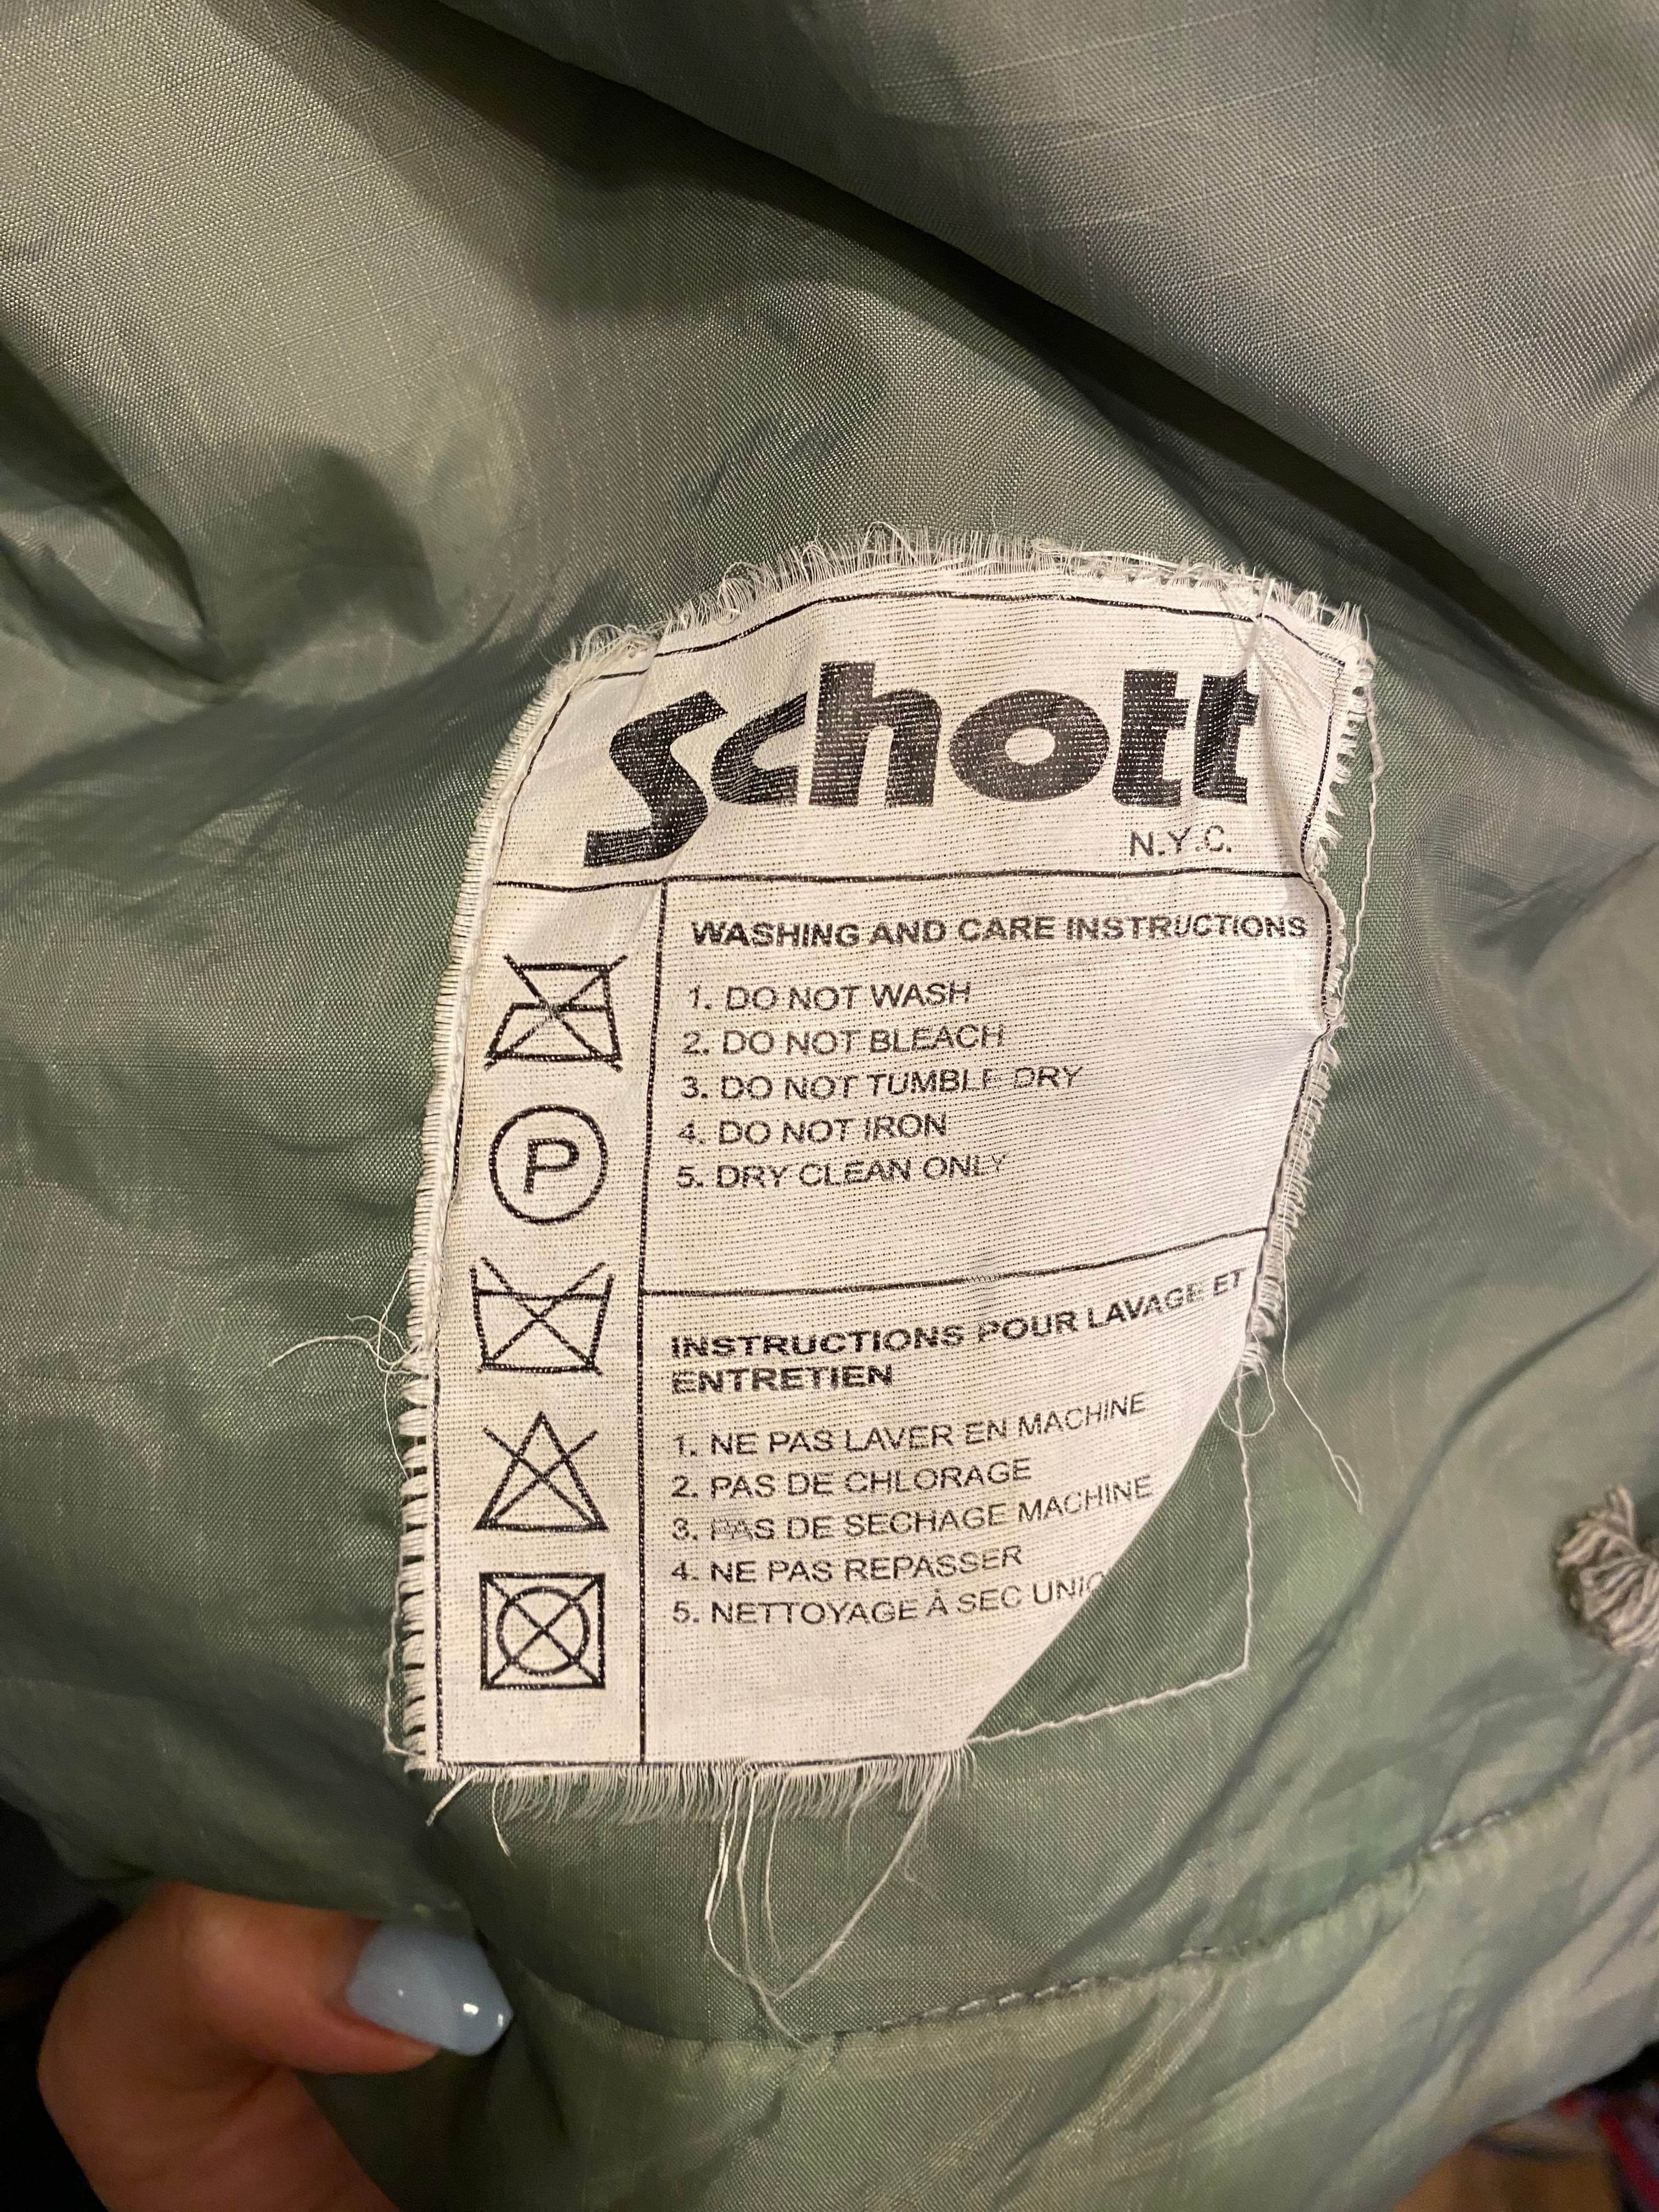 Schott
N.Y.C.
WASHING AND CARE INSTRUCTIONS
1. DO NOT WASH
2. DO NOT BLEACH
3. DO NOT TUMBLE DRY
4. DO NOT IRON
5. DRY CLEAN ONLY
P
INSTRUCTIONS POUR LAVAGE ET
ENTRETIEN
1. NE PAS LAVER EN MACHINE
2. PAS DE CHLORAGE
3. PAS DE SECHAGE MACHINE
4. NE PAS REPASSER
5. NETTOYAGE À SEC